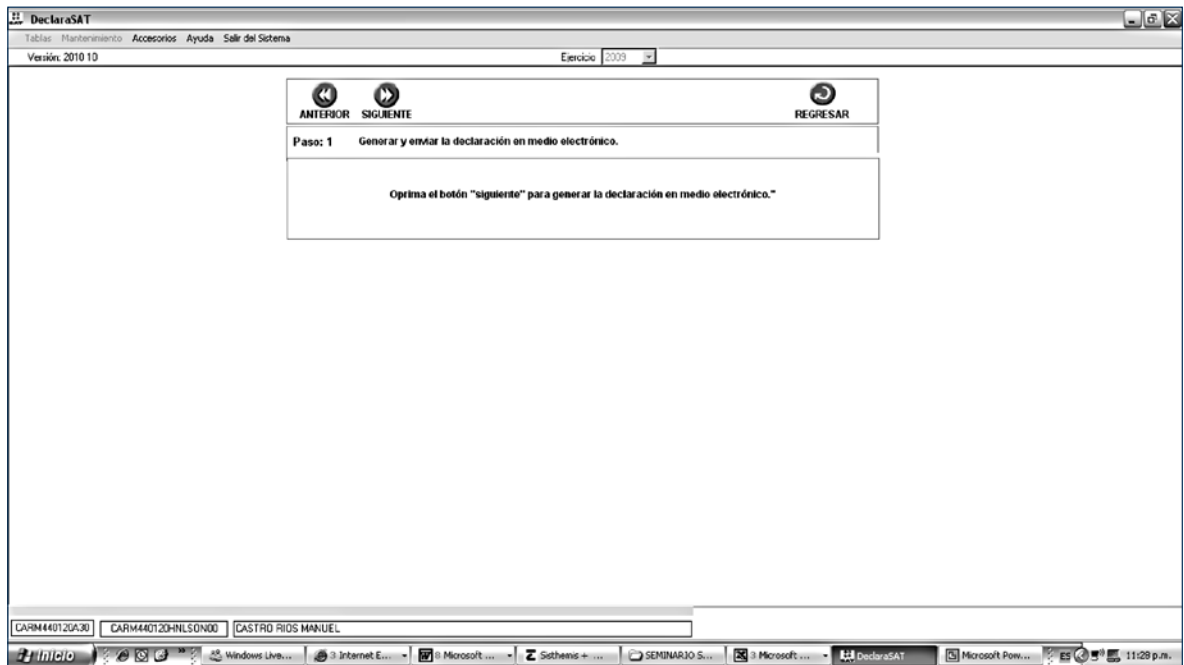 DeclaraSAT
Tablas Mantenimiento Accesorios Ayuda Salir del Sistema
Versión: 2010 10 Ejercicio 2009
ANTERIOR SIGUIENTE REGRESAR
Paso: 1 Generar y enviar la declaración en medio electrónico.
Oprima el botón "siguiente" para generar la declaración en medio electrónico."
CARM440120A30 CARM440120HNLSON00 CASTRO RIOS MANUEL
Inicio Windows Live... 3 Internet E... 8 Microsoft ... Sisthemis + ... SEMINARIO S... 3 Microsoft ... DeclaraSAT Microsoft Pow... ES 11:28 p.m.